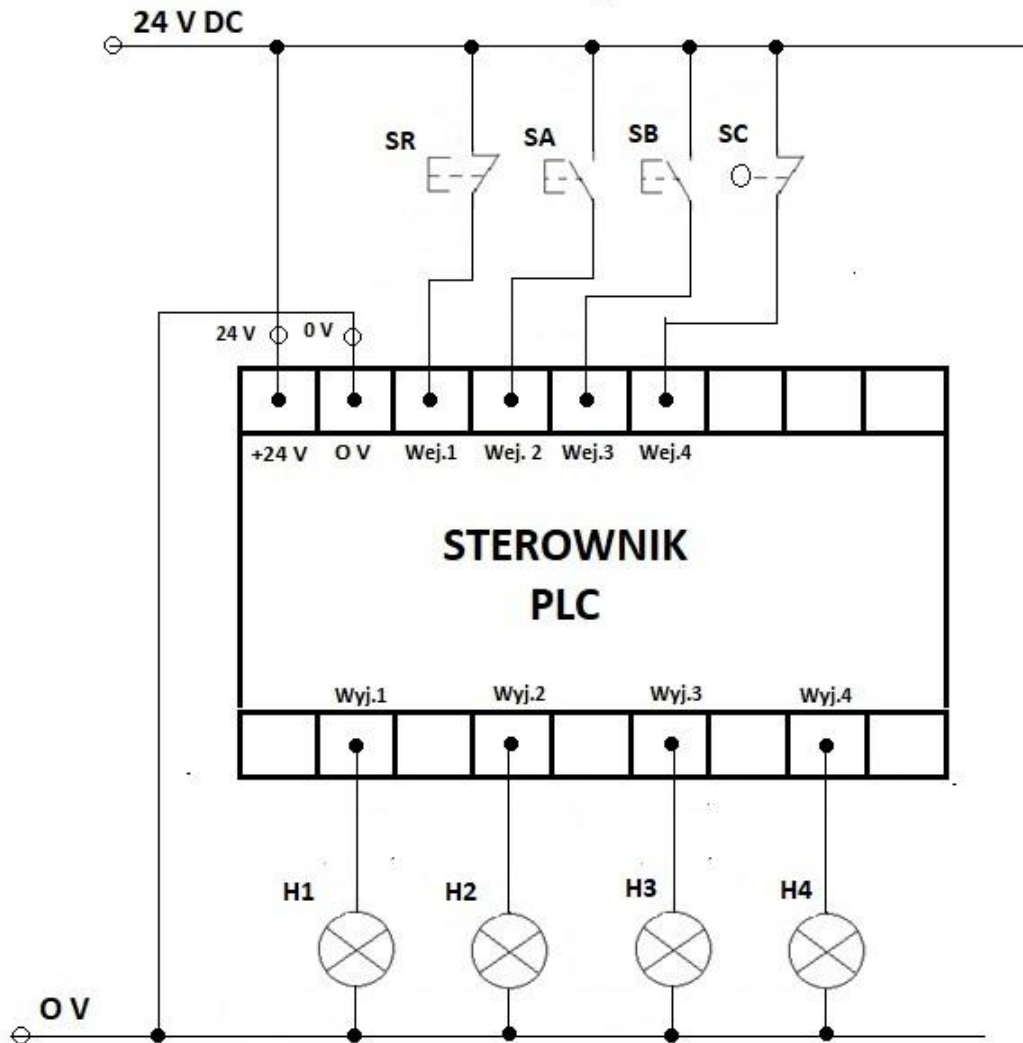 24 V DC
SR SA SB SC
24 V 0 V
+24 V O V Wej.1 Wej. 2 Wej.3 Wej.4
STEROWNIK
PLC
Wyj.1 Wyj.2 Wyj.3 Wyj.4
H1 H2 H3 H4
O V